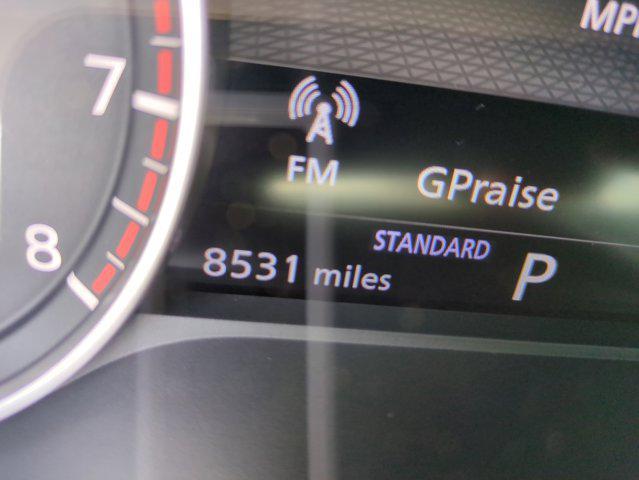 MPH
7
FM
GPraise
8
STANDARD
8531 miles
P